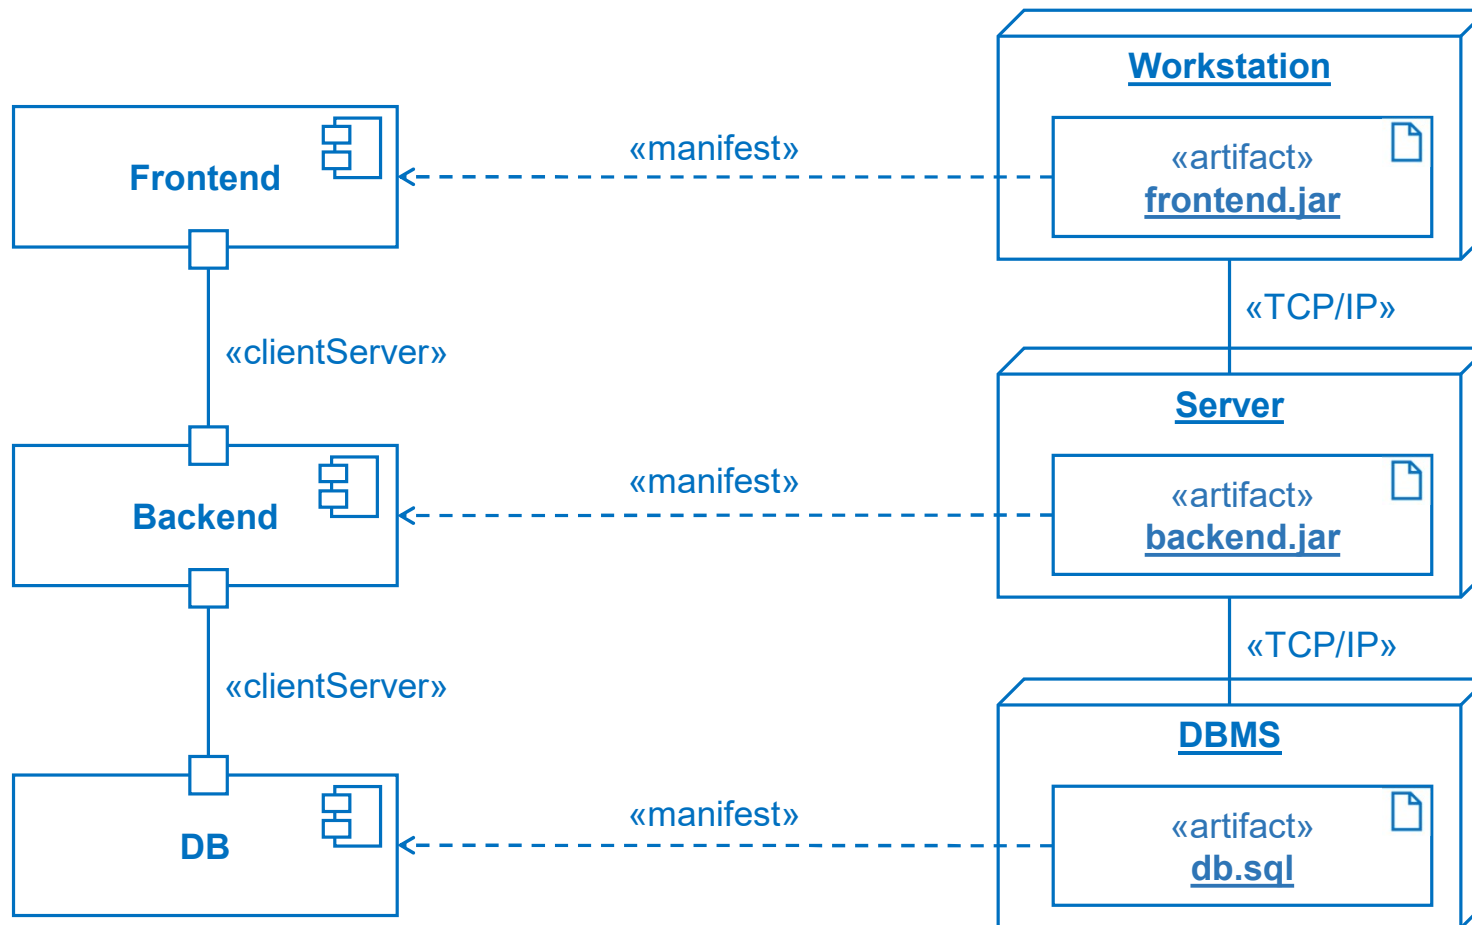 Workstation
«manifest»
«artifact»
Frontend
frontend.jar
«TCP/IP»
«clientServer»
Server
«manifest»
«artifact»
Backend
backend.jar
«TCP/IP»
«clientServer»
DBMS
«manifest»
«artifact»
DB
db.sql